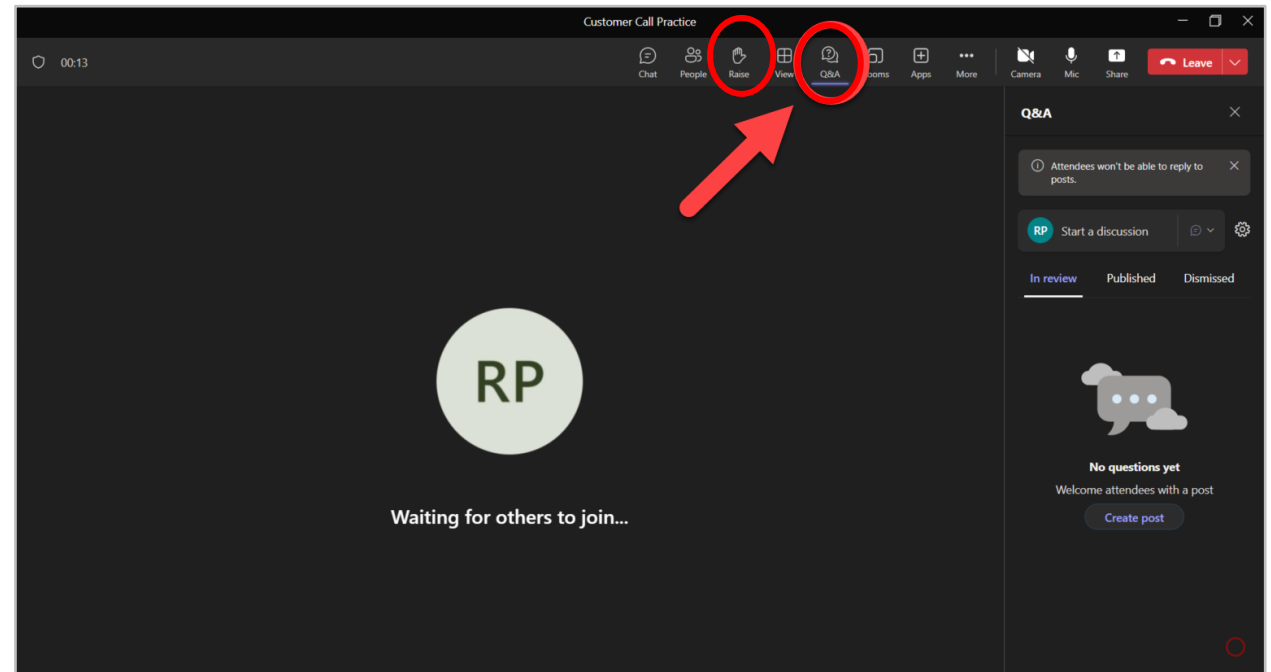 Customer Call Practice
00:13
Chat People Raise View Q&A ooms Apps More Camera Mic Share Leave
Q&A
Attendees won't be able to reply to
posts.
RP Start a discussion
In review Published Dismissed
RP
No questions yet
Welcome attendees with a post
Create post
Waiting for others to join...